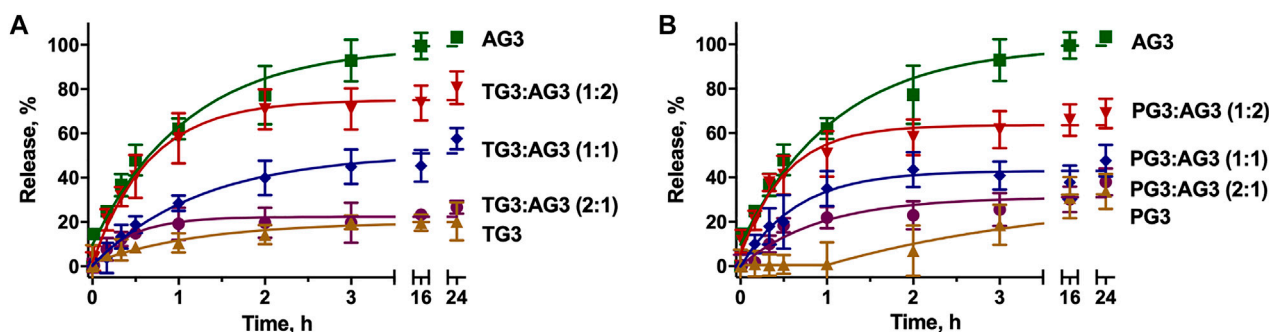 A
Release, %
100
80
60
40
20
0
0
1
2
3
16
24
Time, h
AG3
TG3:AG3 (1:2)
TG3:AG3 (1:1)
TG3:AG3 (2:1)
TG3
B
Release, %
100
80
60
40
20
0
0
1
2
3
16
24
Time, h
AG3
PG3:AG3 (1:2)
PG3:AG3 (1:1)
PG3:AG3 (2:1)
PG3